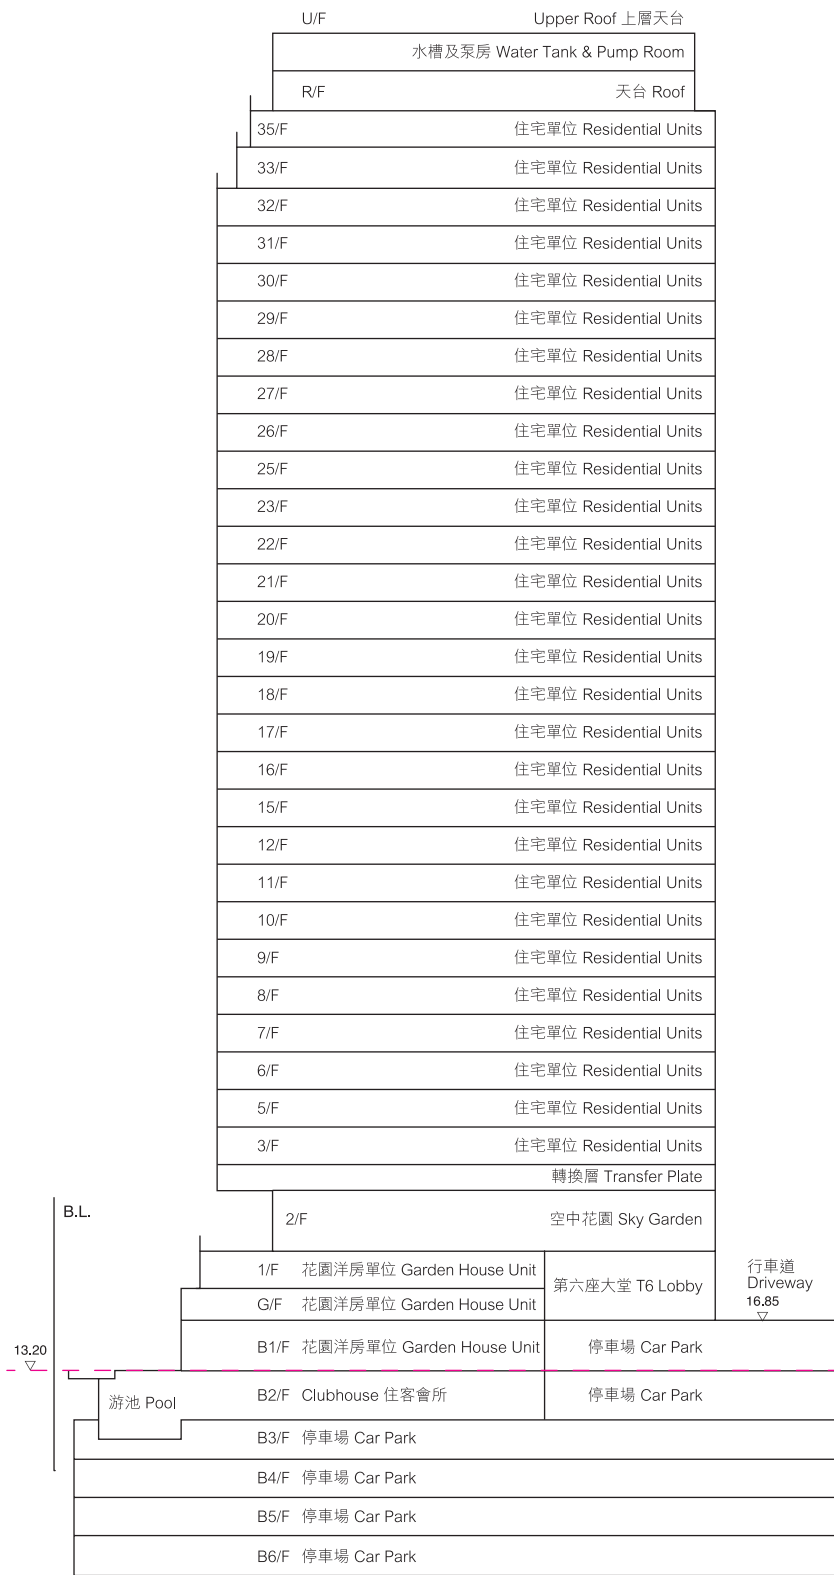 U/F Upper Roof 上層天台
水槽及泵房 Water Tank & Pump Room
R/F 天台 Roof
35/F 住宅單位 Residential Units
33/F 住宅單位 Residential Units
32/F 住宅單位 Residential Units
31/F 住宅單位 Residential Units
30/F 住宅單位 Residential Units
29/F 住宅單位 Residential Units
28/F 住宅單位 Residential Units
27/F 住宅單位 Residential Units
26/F 住宅單位 Residential Units
25/F 住宅單位 Residential Units
23/F 住宅單位 Residential Units
22/F 住宅單位 Residential Units
21/F 住宅單位 Residential Units
20/F 住宅單位 Residential Units
19/F 住宅單位 Residential Units
18/F 住宅單位 Residential Units
17/F 住宅單位 Residential Units
16/F 住宅單位 Residential Units
15/F 住宅單位 Residential Units
12/F 住宅單位 Residential Units
11/F 住宅單位 Residential Units
10/F 住宅單位 Residential Units
9/F 住宅單位 Residential Units
8/F 住宅單位 Residential Units
7/F 住宅單位 Residential Units
6/F 住宅單位 Residential Units
5/F 住宅單位 Residential Units
3/F 住宅單位 Residential Units
轉換層 Transfer Plate
B.L.
2/F 空中花園 Sky Garden
1/F 花園洋房單位 Garden House Unit
第六座大堂 T6 Lobby
行車道
Driveway
16.85
G/F 花園洋房單位 Garden House Unit
B1/F 花園洋房單位 Garden House Unit 停車場 Car Park
13.20
游池 Pool
B2/F Clubhouse 住客會所 停車場 Car Park
B3/F 停車場 Car Park
B4/F 停車場 Car Park
B5/F 停車場 Car Park
B6/F 停車場 Car Park